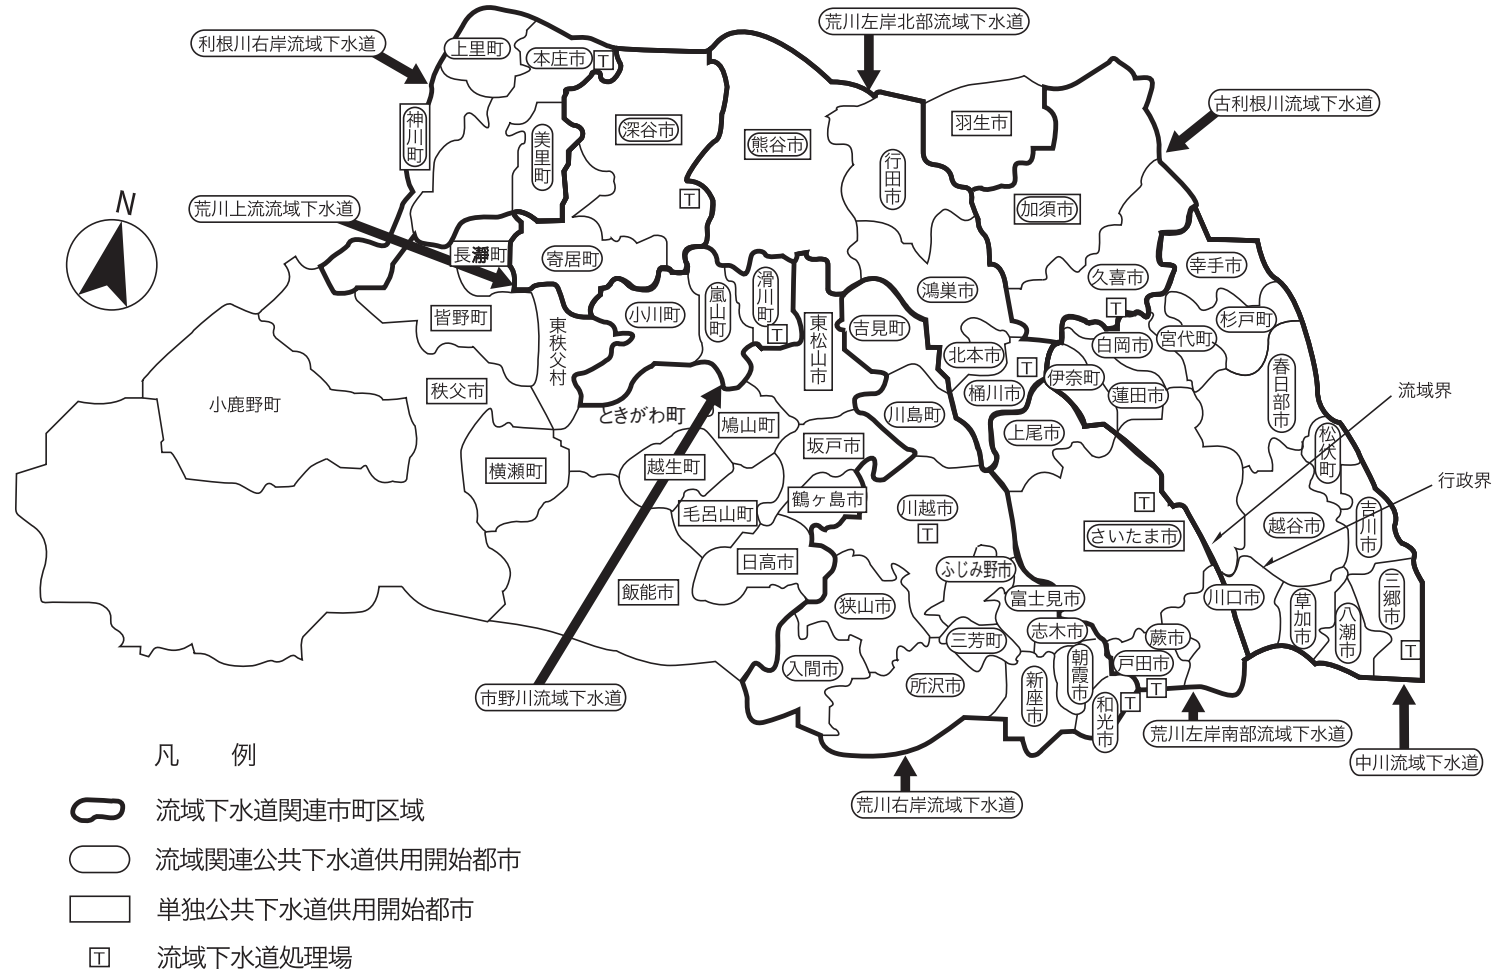 荒川左岸北部流域下水道
利根川右岸流域下水道
上里町
本庄市
T
古利根川流域下水道
神川町
美里町
深谷市
熊谷市
羽生市
行田市
T
加須市
N
荒川上流流域下水道
長瀞町
寄居町
久喜市
幸手市
皆野町
東秩父村
小川町
嵐山町
滑川町
T
東松山市
吉見町
鴻巣市
T
杉戸町
宮代町
白岡市
北本市
T
伊奈町
春日部市
秩父市
小鹿野町
ときがわ町
鳩山町
川島町
桶川市
蓮田市
流域界
上尾市
松伏町
坂戸市
横瀬町
越生町
行政界
鶴ヶ島市
毛呂山町
川越市
T
T
さいたま市
越谷市
吉川市
日高市
飯能市
ふじみ野市
狭山市
富士見市
川口市
草加市
八潮市
三郷市
T
三芳町
志木市
蕨市
戸田市
入間市
所沢市
新座市
朝霞市
和光市
T
T
市野川流域下水道
荒川左岸南部流域下水道
中川流域下水道
荒川右岸流域下水道
凡 例
流域下水道関連市町区域
流域関連公共下水道供用開始都市
単独公共下水道供用開始都市
T 流域下水道処理場